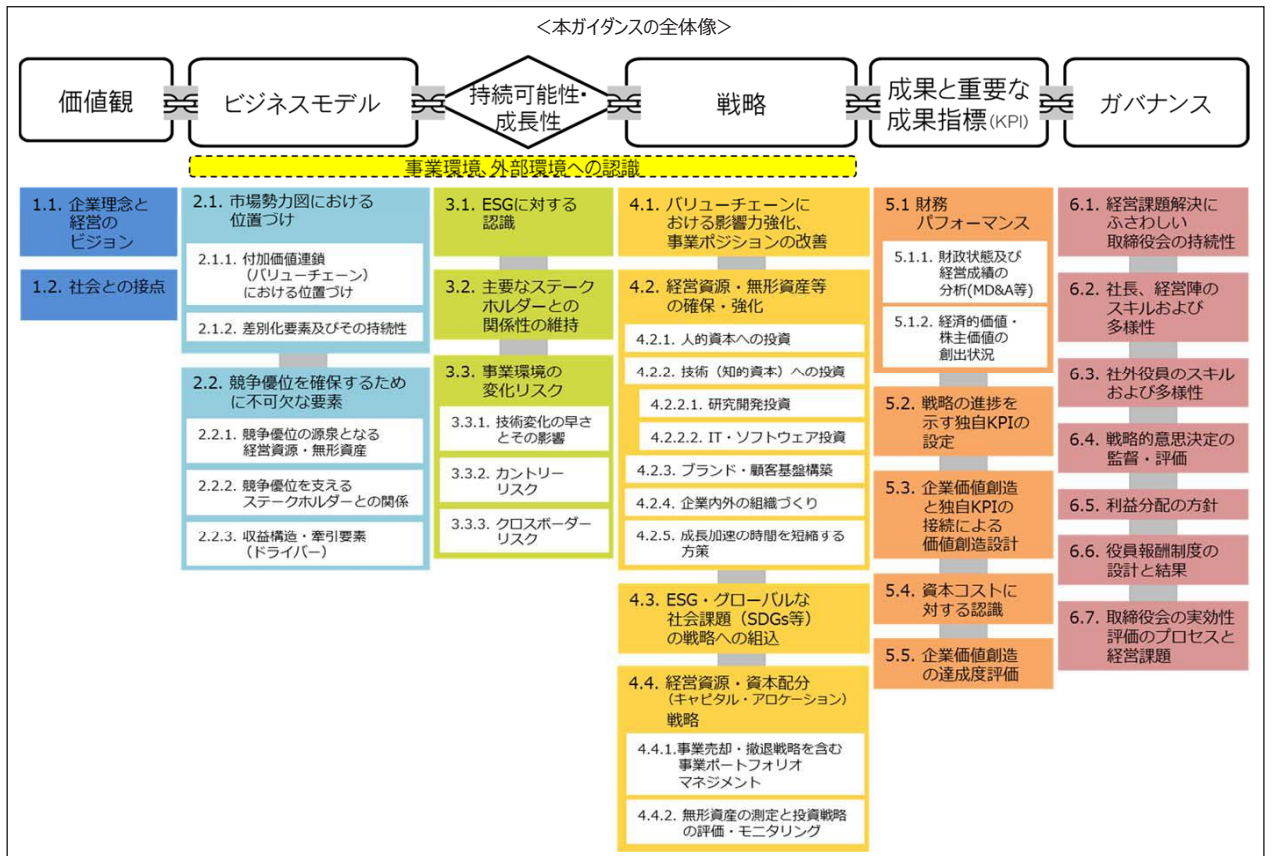 ＜本ガイダンスの全体像＞
価値観
ビジネスモデル
持続可能性・
成長性
戦略
成果と重要な
成果指標(KPI)
ガバナンス
事業環境、外部環境への認識
1.1. 企業理念と
経営の
ビジョン
1.2. 社会との接点
2.1. 市場勢力図における
位置づけ
2.1.1. 付加価値連鎖
（バリューチェーン）
における位置づけ
2.1.2. 差別化要素及びその持続性
2.2. 競争優位を確保するため
に不可欠な要素
2.2.1. 競争優位の源泉となる
経営資源・無形資産
2.2.2. 競争優位を支える
ステークホルダーとの関係
2.2.3. 収益構造・牽引要素
（ドライバー）
3.1. ESGに対する
認識
3.2. 主要なステーク
ホルダーとの
関係性の維持
3.3. 事業環境の
変化リスク
3.3.1. 技術変化の早さ
とその影響
3.3.2. カントリー
リスク
3.3.3. クロスボーダー
リスク
4.1. バリューチェーンに
おける影響力強化、
事業ポジションの改善
4.2. 経営資源・無形資産等
の確保・強化
4.2.1. 人的資本への投資
4.2.2. 技術（知的資本）への投資
4.2.2.1. 研究開発投資
4.2.2.2. IT・ソフトウェア投資
4.2.3. ブランド・顧客基盤構築
4.2.4. 企業内外の組織づくり
4.2.5. 成長加速の時間を短縮する
方策
4.3. ESG・グローバルな
社会課題（SDGs等）
の戦略への組込
4.4. 経営資源・資本配分
（キャピタル・アロケーション）
戦略
4.4.1.事業売却・撤退戦略を含む
事業ポートフォリオ
マネジメント
4.4.2. 無形資産の測定と投資戦略
の評価・モニタリング
5.1 財務
パフォーマンス
5.1.1. 財政状態及び
経営成績の
分析(MD&A等)
5.1.2. 経済的価値・
株主価値の
創出状況
5.2. 戦略の進捗を
示す独自KPIの
設定
5.3. 企業価値創造
と独自KPIの
接続による
価値創造設計
5.4. 資本コストに
対する認識
5.5. 企業価値創造
の達成度評価
6.1. 経営課題解決に
ふさわしい
取締役会の持続性
6.2. 社長、経営陣の
スキルおよび
多様性
6.3. 社外役員のスキル
および多様性
6.4. 戦略的意思決定の
監督・評価
6.5. 利益分配の方針
6.6. 役員報酬制度の
設計と結果
6.7. 取締役会の実効性
評価のプロセスと
経営課題